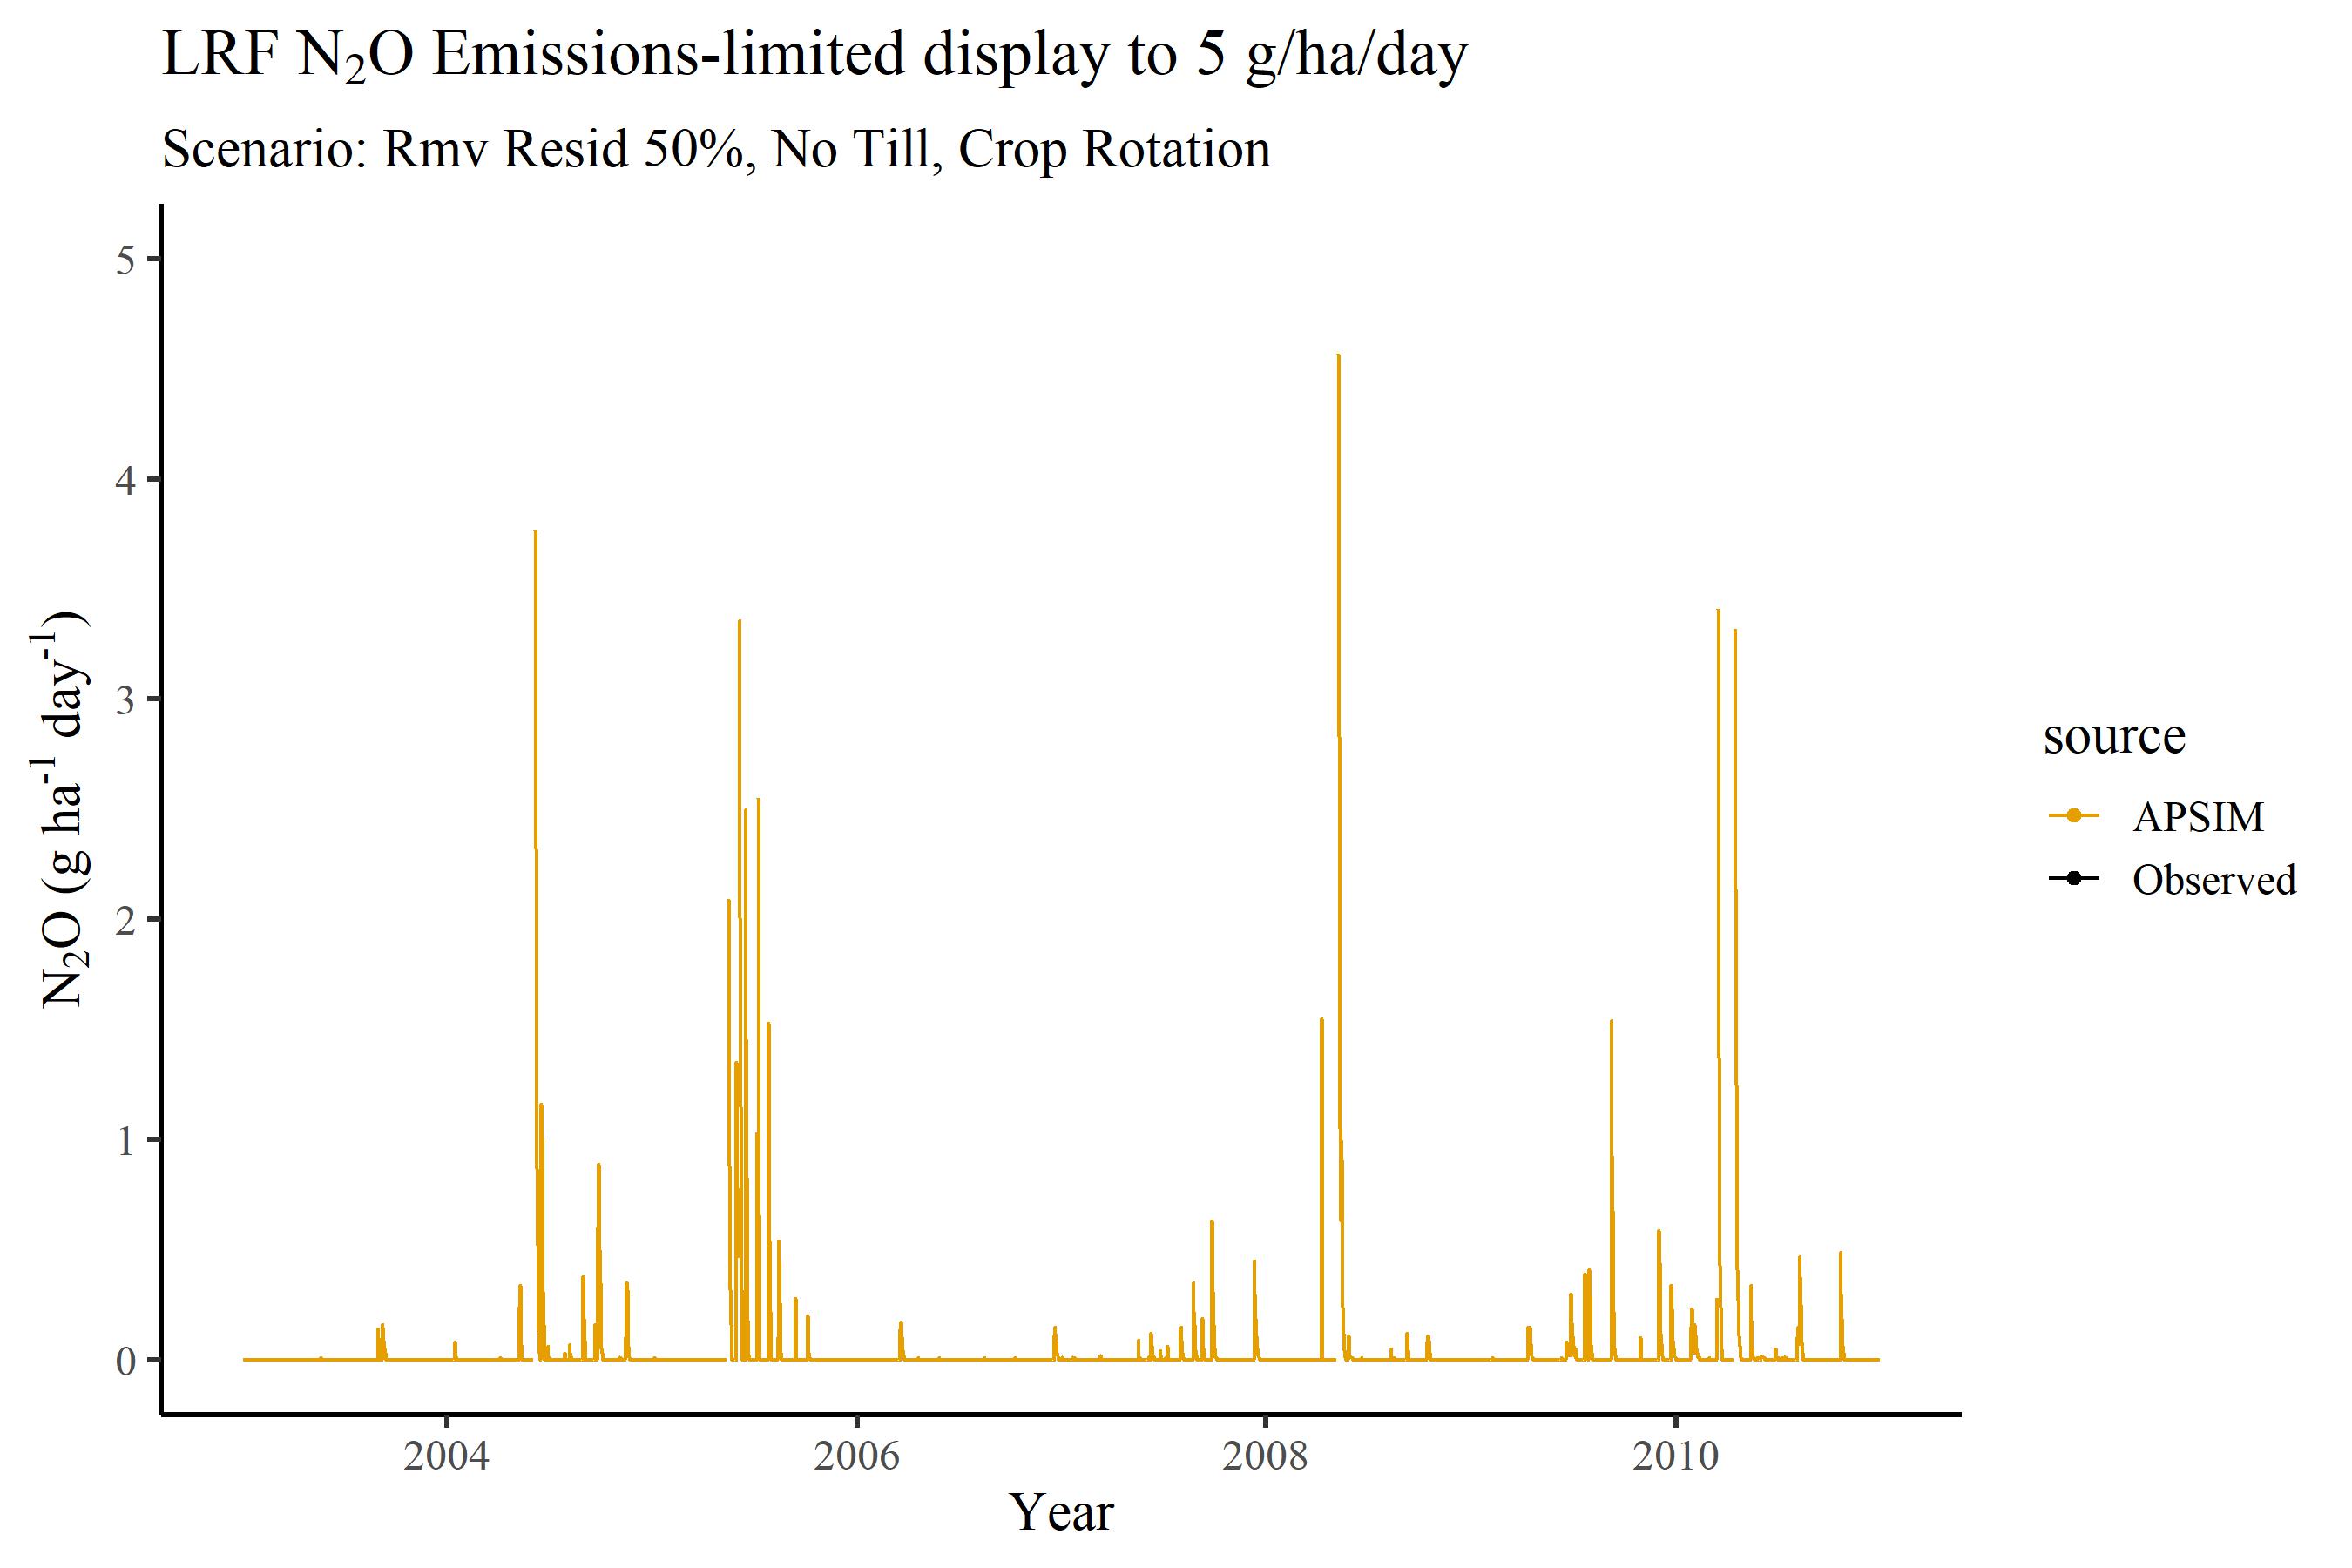 LRF N₂O Emissions-limited display to 5 g/ha/day
Scenario: Rmv Resid 50%, No Till, Crop Rotation
N₂O (g ha⁻¹ day⁻¹)
5
4
3
2
1
0
2004 2006 2008 2010
Year
source
APSIM
Observed